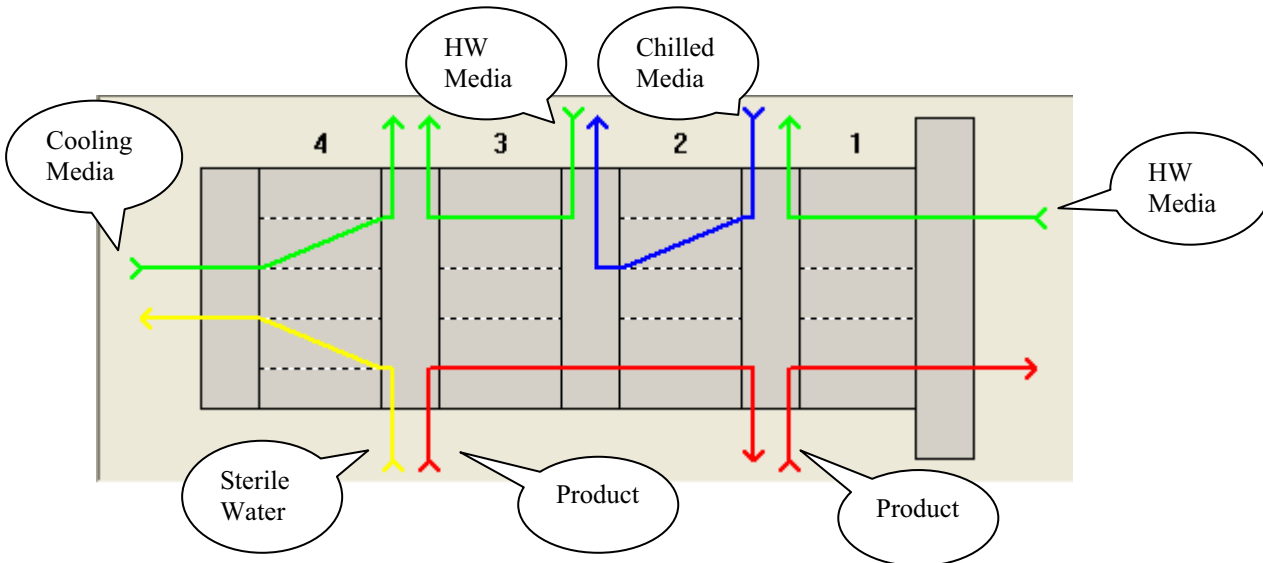 HW
Media
Chilled
Media
Cooling
Media
4
3
2
1
HW
Media
Sterile
Water
Product
Product